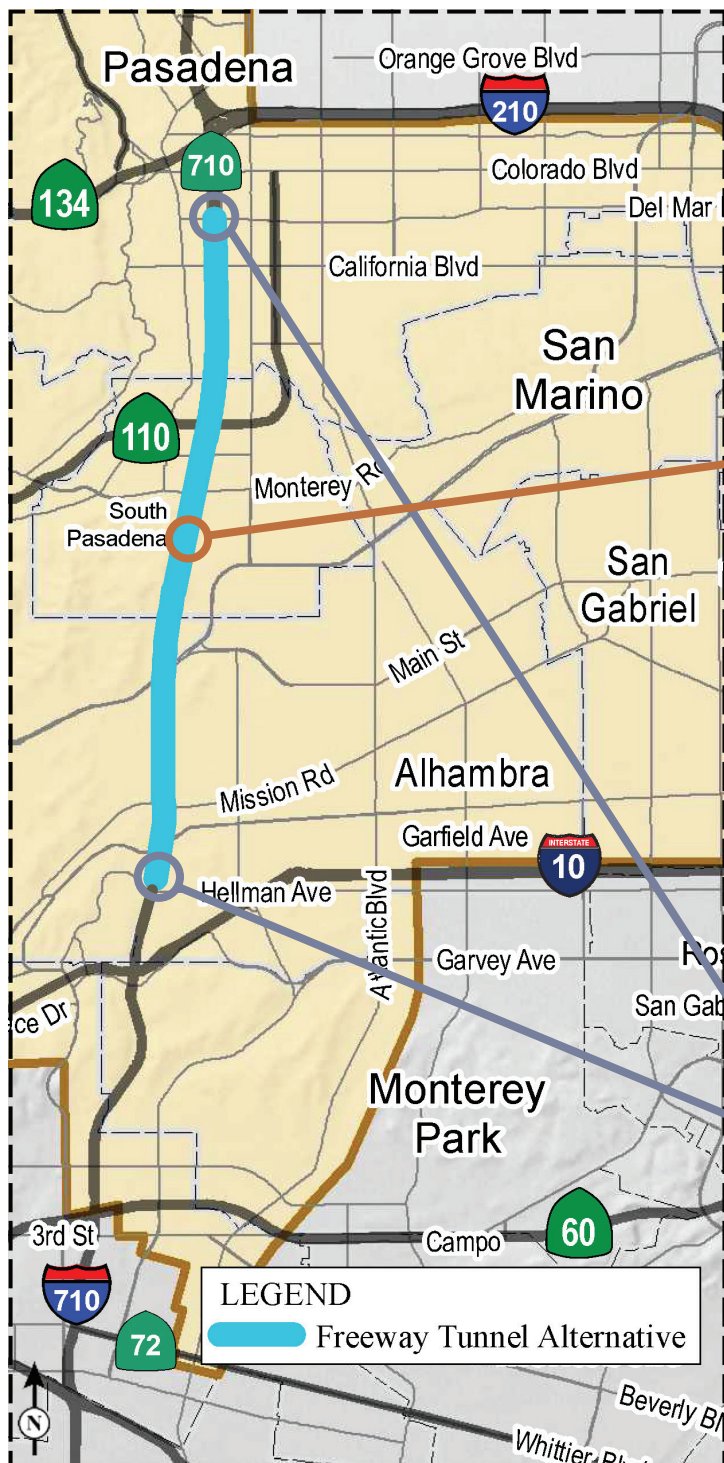 Orange Grove Blvd
Pasadena
210
710
Colorado Blvd
134
Del Mar
California Blvd
San
Marino
110
Monterey Rd
South
Pasadena
San
Gabriel
Main St
Mission Rd
Alhambra
Garfield Ave
INTERSTATE
10
Hellman Ave
Atlantic Blvd
Garvey Ave
Ros
San Gab
ace Dr
Monterey
Park
3rd St
Campo
60
710
LEGEND
Freeway Tunnel Alternative
72
Beverly Bl
N
Whittier Bl